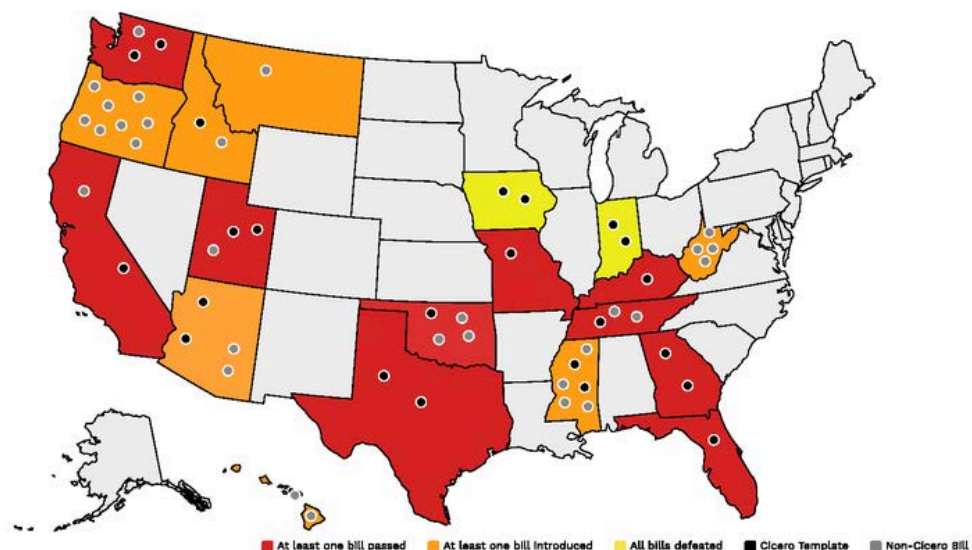 At least one bill passed At least one bill introduced All bills defeated Cicero Template Non-Cicero Bill